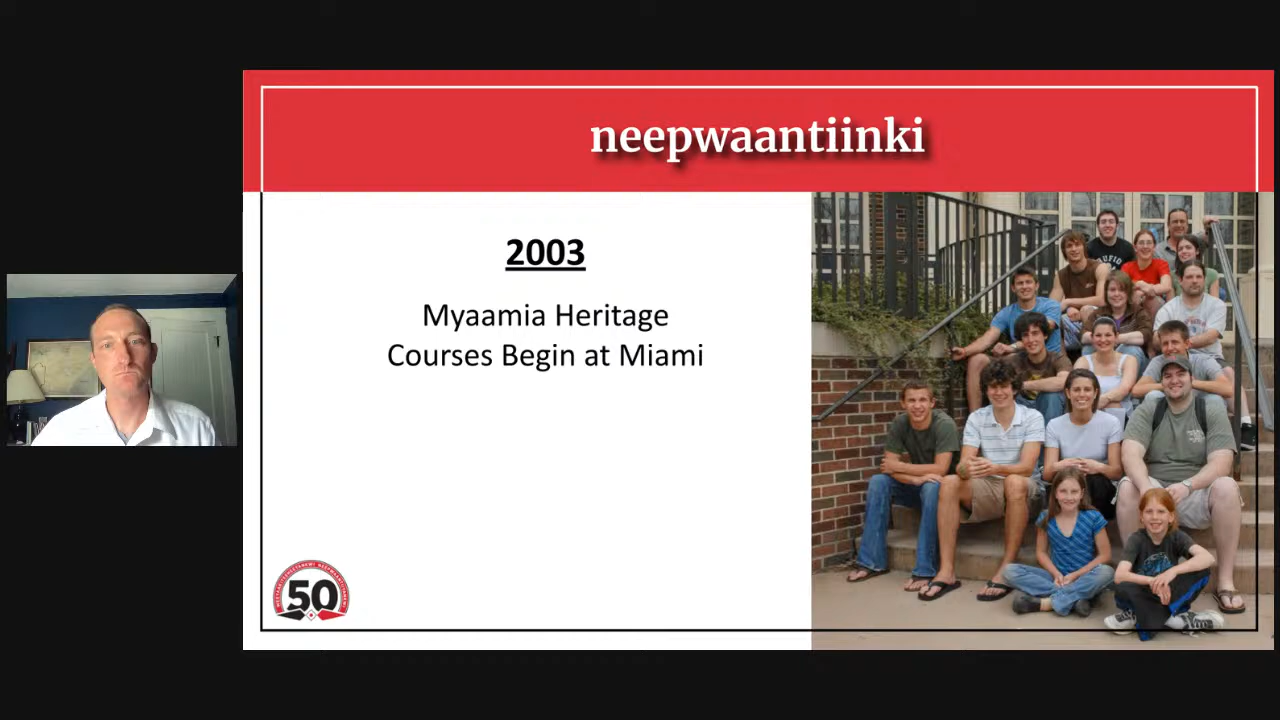 neepwaantiinki
2003
Myaamia Heritage
Courses Begin at Miami
50